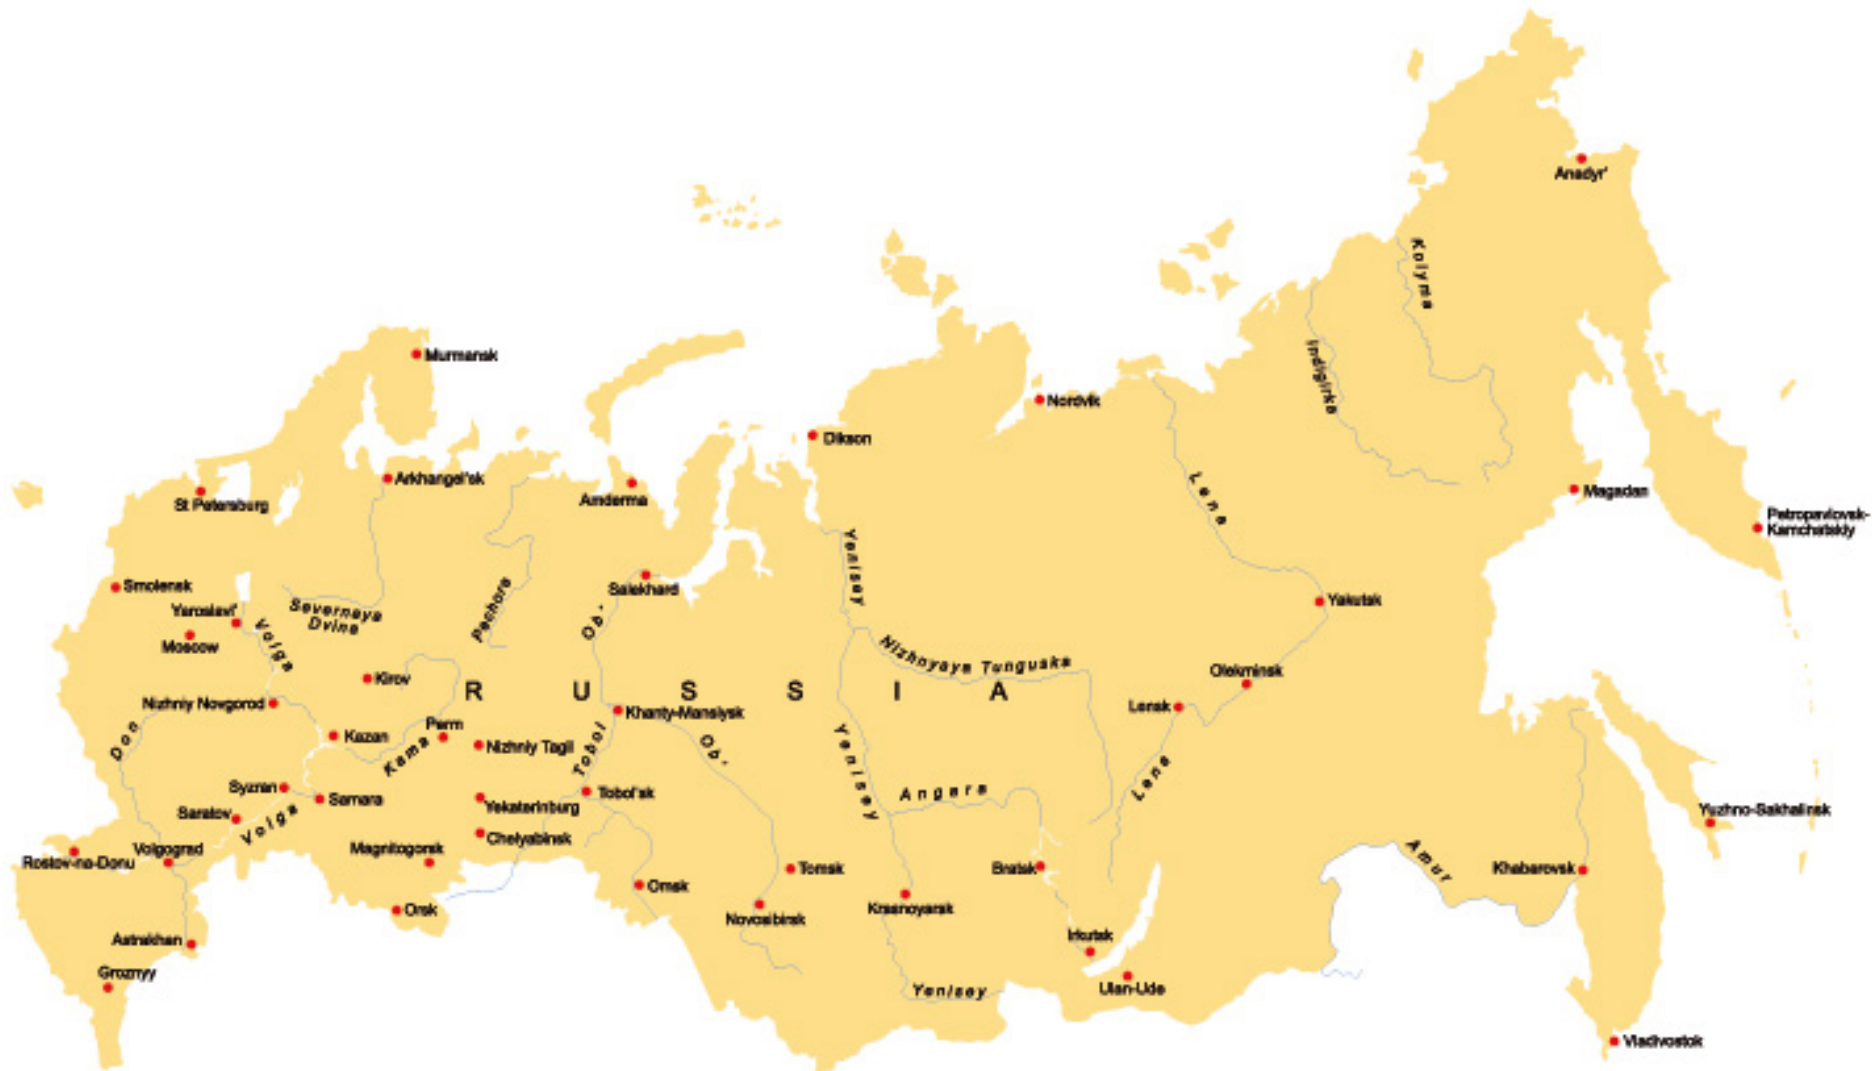 Anadyr'
Kolyma
Indigirka
Murmansk
Nordvik
Dikson
Arkhangel'sk
Amderma
St Petersburg
Lena
Magadan
Petropavlovsk-
Kamchatskiy
Yenisey
Smolensk
Salekhard
Pechora
Severnaya
Dvina
Yaroslavl'
Volga
Ob'
Yakutsk
Moscow
Nizhnyaya Tunguska
Kirov
Olekminsk
RUSSIA
Nizhniy Novgorod
Lensk
Khanty-Mansiysk
Don
Perm
Kazan
Kama
Nizhniy Tagil
Tobol
Ob'
Yenisey
Lena
Syzran
Samara
Tobol'sk
Angara
Yekaterinburg
Saratov
Volga
Yuzhno-Sakhalinsk
Chelyabinsk
Magnitogorsk
Volgograd
Rostov-na-Donu
Amur
Tomsk
Bratsk
Khabarovsk
Omsk
Novosibirsk
Krasnoyarsk
Orsk
Astrakhan
Irkutsk
Groznyy
Yenisey
Ulan-Ude
Vladivostok